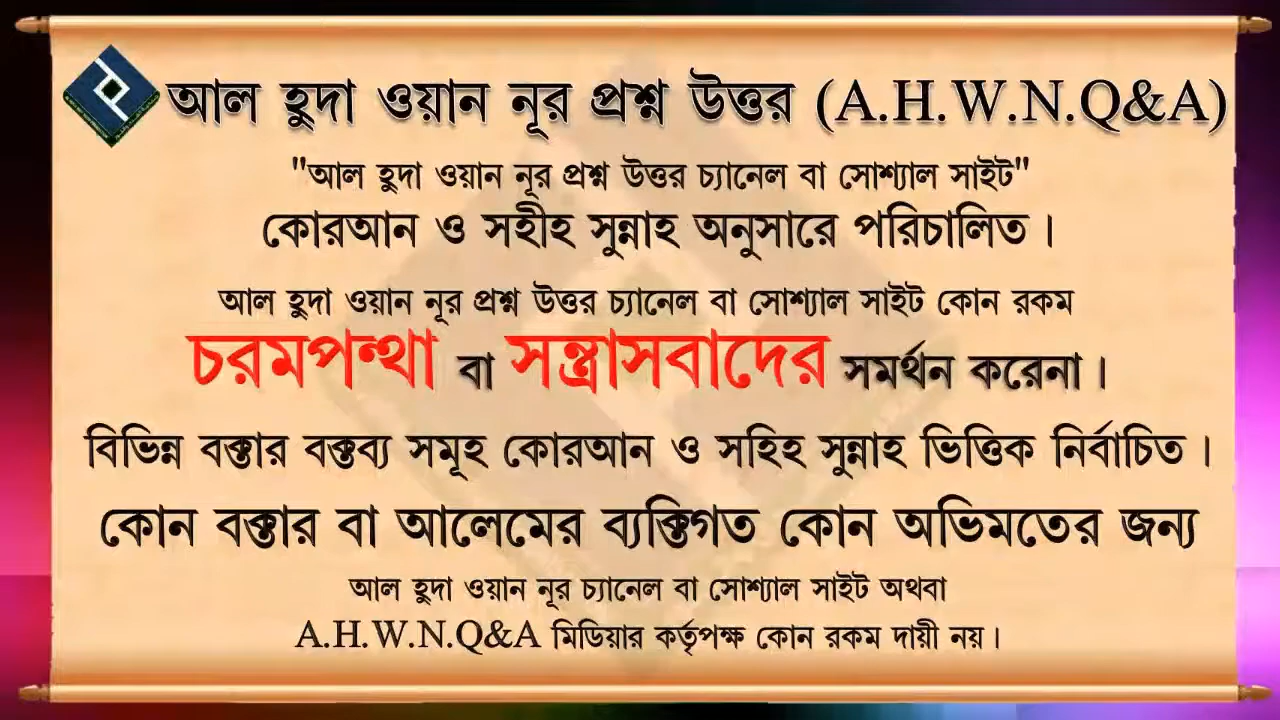 আল হুদা ওয়ান নূর প্রশ্ন উত্তর (A.H.W.N.Q&A)
"আল হুদা ওয়ান নূর প্রশ্ন উত্তর চ্যানেল বা সোশ্যাল সাইট"
কোরআন ও সহীহ সুন্নাহ অনুসারে পরিচালিত।
আল হুদা ওয়ান নূর প্রশ্ন উত্তর চ্যানেল বা সোশ্যাল সাইট কোন রকম
চরমপন্থা বা সন্ত্রাসবাদের সমর্থন করেনা।
বিভিন্ন বক্তার বক্তব্য সমূহ কোরআন ও সহিহ সুন্নাহ ভিত্তিক নির্বাচিত।
কোন বক্তার বা আলেমের ব্যক্তিগত কোন অভিমতের জন্য
আল হুদা ওয়ান নূর চ্যানেল বা সোশ্যাল সাইট অথবা
A.H.W.N.Q&A মিডিয়ার কর্তৃপক্ষ কোন রকম দায়ী নয়।